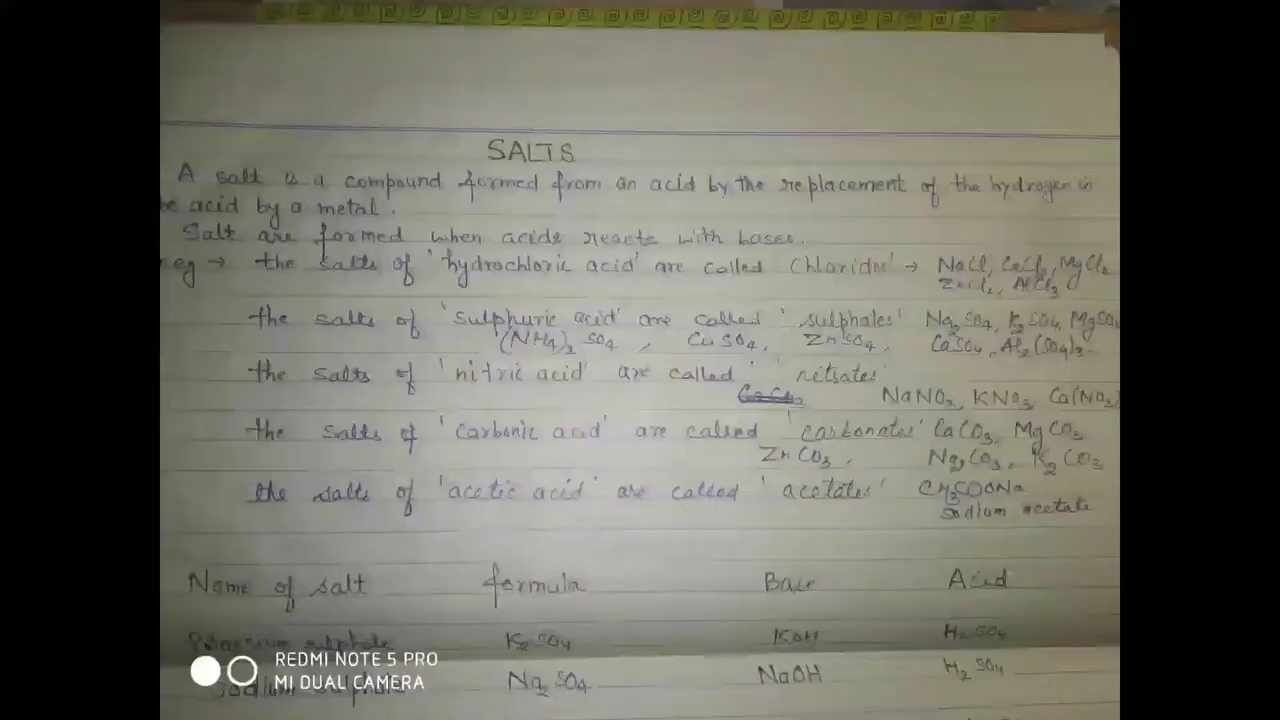 SALTS
A salt is a compound formed from an acid by the replacement of the hydrogen in
acid by a metal.
Salt are formed when acids reacts with bases.
eg → the salts of 'hydrochloric acid' are called Chlorides' → NaCl, CaCl2, MgCl2
ZnCl2, AlCl3
the salts of 'sulphuric acid' are called 'sulphates' Na2SO4, K2SO4, MgSO4
(NH4)2 SO4, CuSO4, ZnSO4, CaSO4, Al2(SO4)3
the salts of 'nitric acid' are called 'nitrates'
NaNO3, KNO3, Ca(NO3)
the salts of 'carbonic acid' are called 'carbonates' CaCO3, MgCO3
ZnCO3, Na2CO3, K2CO3
the salts of 'acetic acid' are called 'acetates' CH3COONa
sodium acetate
Name of salt formula Base Acid
Potassium sulphate K2SO4 KOH H2SO4
Sodium sulphate Na2SO4 NaOH H2SO4
REDMI NOTE 5 PRO
MI DUAL CAMERA